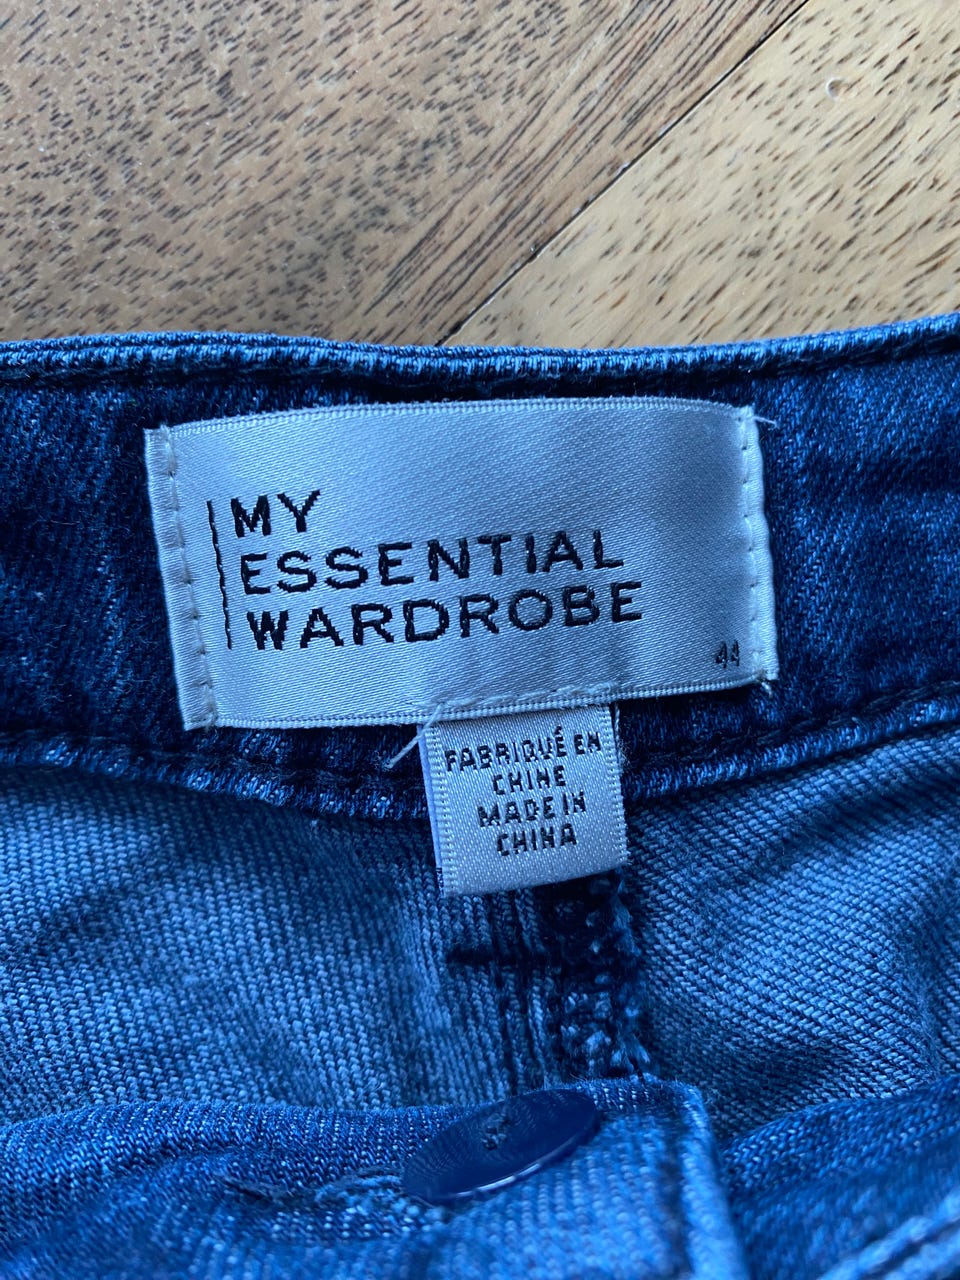 MY
ESSENTIAL
WARDROBE
44
FABRIQUÉ EN
CHINE
MADE IN
CHINA